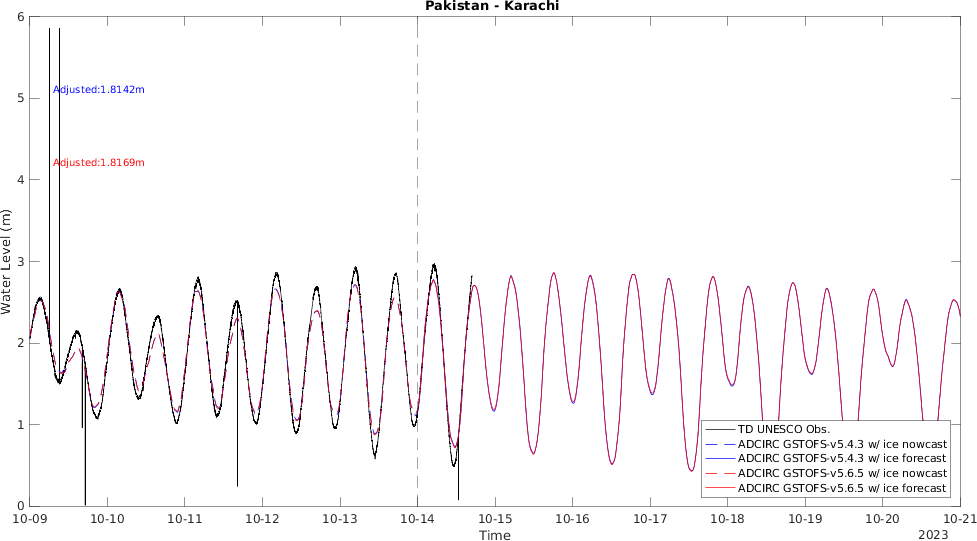 Pakistan - Karachi
6
5
4
3
2
1
0
Water Level (m)
Adjusted:1.8142m
Adjusted:1.8169m
TD UNESCO Obs.
ADCIRC GSTOFS-v5.4.3 w/ ice nowcast
ADCIRC GSTOFS-v5.4.3 w/ ice forecast
ADCIRC GSTOFS-v5.6.5 w/ ice nowcast
ADCIRC GSTOFS-v5.6.5 w/ ice forecast
10-09 10-10 10-11 10-12 10-13 10-14 10-15 10-16 10-17 10-18 10-19 10-20 10-21
Time
2023